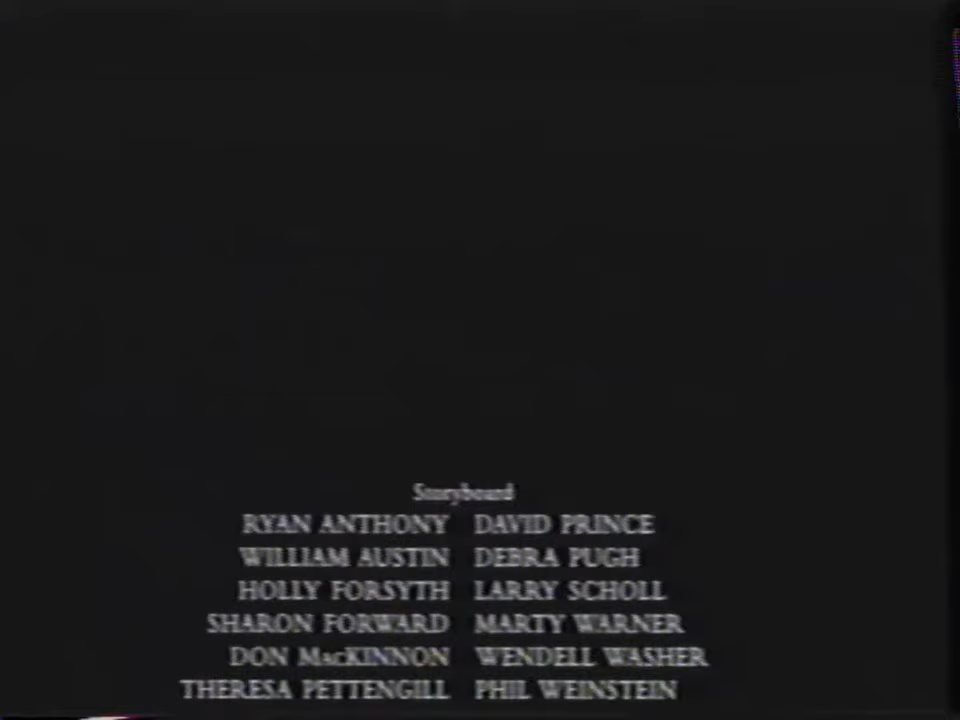 Storyboard
RYAN ANTHONY DAVID PRINCE
WILLIAM AUSTIN DEBRA PUGH
HOLLY FORSYTH LARRY SCHOLL
SHARON FORWARD MARTY WARNER
DON MacKINNON WENDELL WASHER
THERESA PETTENGILL PHIL WEINSTEIN